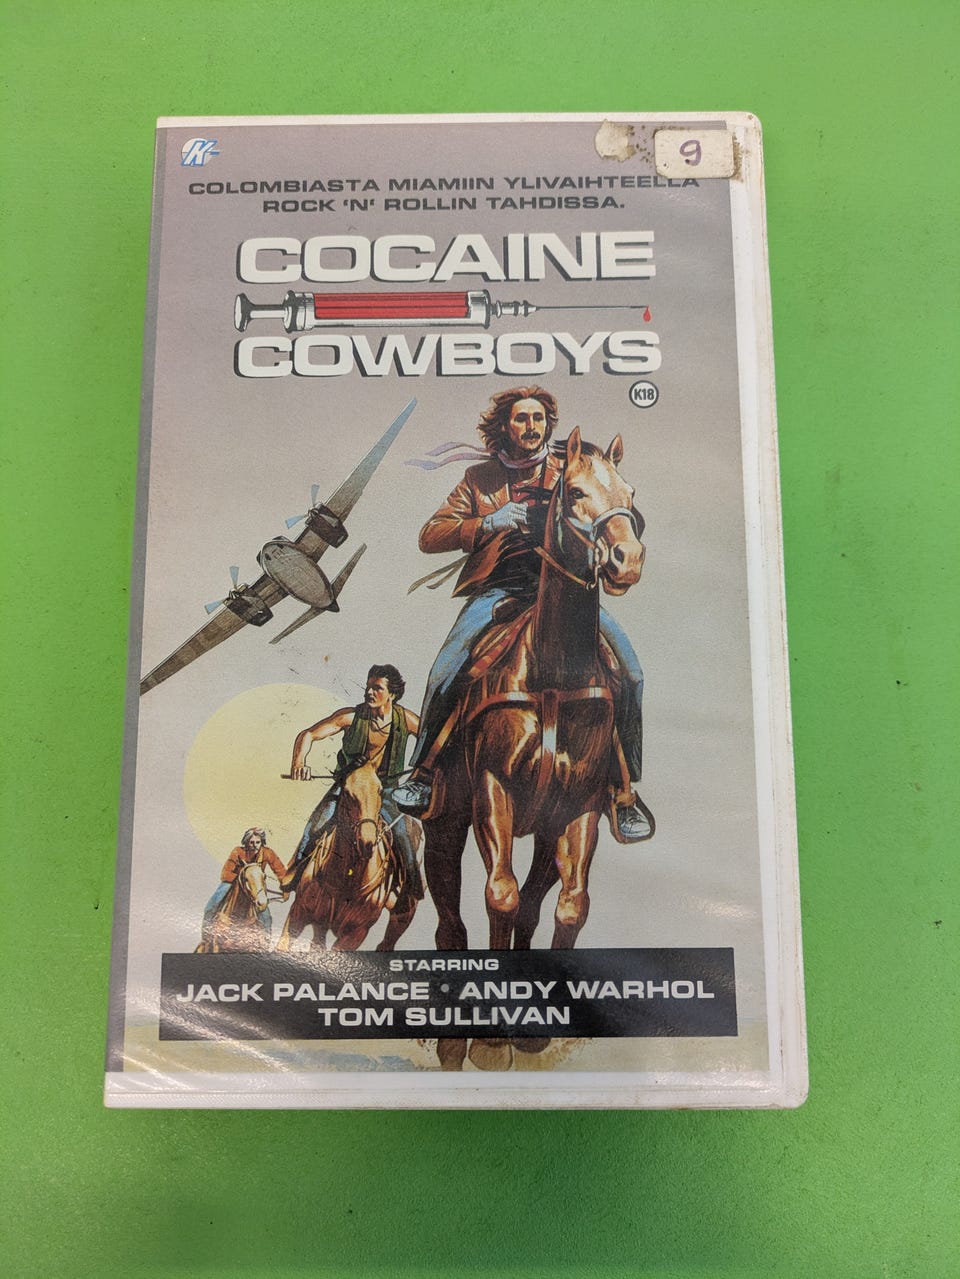 K
9
COLOMBIASTA MIAMIIN YLIVAIHTEELLA
ROCK 'N' ROLLIN TAHDISSA.
COCAINE
COWBOYS
K18
STARRING
JACK PALANCE • ANDY WARHOL
TOM SULLIVAN